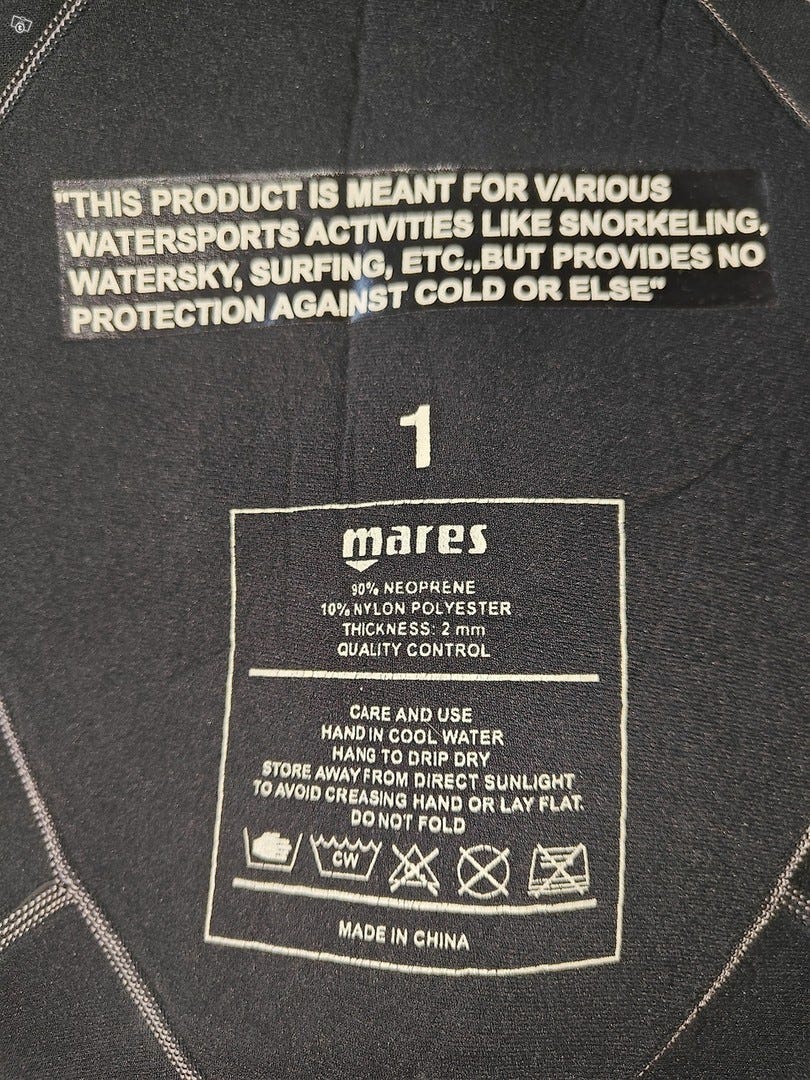 "THIS PRODUCT IS MEANT FOR VARIOUS
WATERSPORTS ACTIVITIES LIKE SNORKELING,
WATERSKY, SURFING, ETC.,BUT PROVIDES NO
PROTECTION AGAINST COLD OR ELSE"
1
mares
90% NEOPRENE
10% NYLON POLYESTER
THICKNESS: 2 mm
QUALITY CONTROL
CARE AND USE
HAND IN COOL WATER
HANG TO DRIP DRY
STORE AWAY FROM DIRECT SUNLIGHT
TO AVOID CREASING HAND OR LAY FLAT.
DO NOT FOLD
CW
MADE IN CHINA